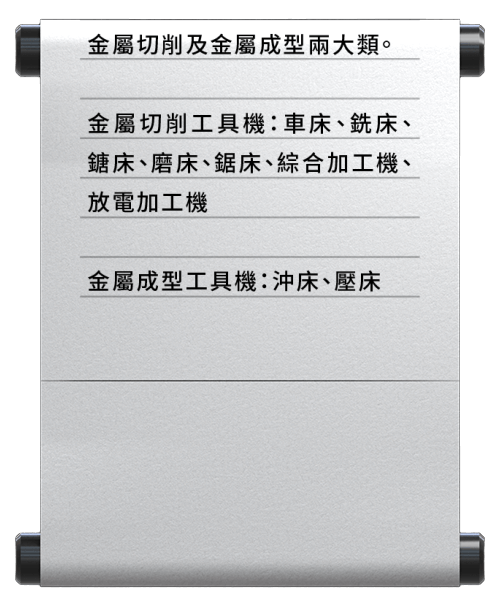 金屬切削及金屬成型兩大類。
金屬切削工具機：車床、銑床、
鎕床、磨床、鋸床、綜合加工機、
放電加工機
金屬成型工具機：沖床、壓床